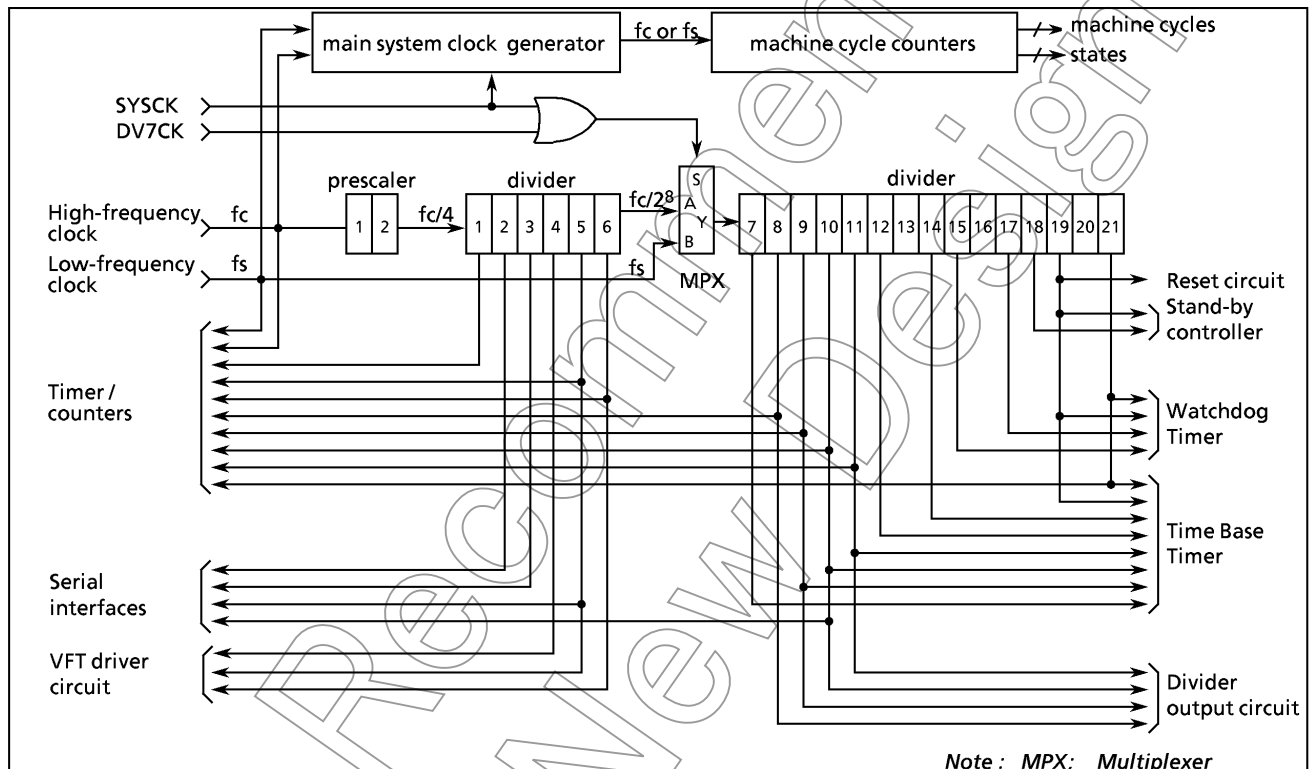 main system clock generator
fc or fs
machine cycle counters
machine cycles
states
SYSCK
DV7CK
prescaler
divider
divider
High-frequency
clock
fc
1 2
fc/4
1 2 3 4 5 6
fc/2⁸
S
A
Y
B
MPX
7 8 9 10 11 12 13 14 15 16 17 18 19 20 21
Low-frequency
clock
fs
fs
Reset circuit
Stand-by
controller
Timer /
counters
Watchdog
Timer
Time Base
Timer
Serial
interfaces
VFT driver
circuit
Divider
output circuit
Note : MPX; Multiplexer
Recommen
New Design